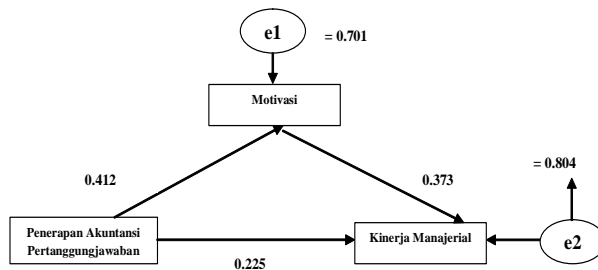 e1
= 0.701
Motivasi
= 0.804
0.412
0.373
Penerapan Akuntansi
Pertanggungjawaban
Kinerja Manajerial
e2
0.225